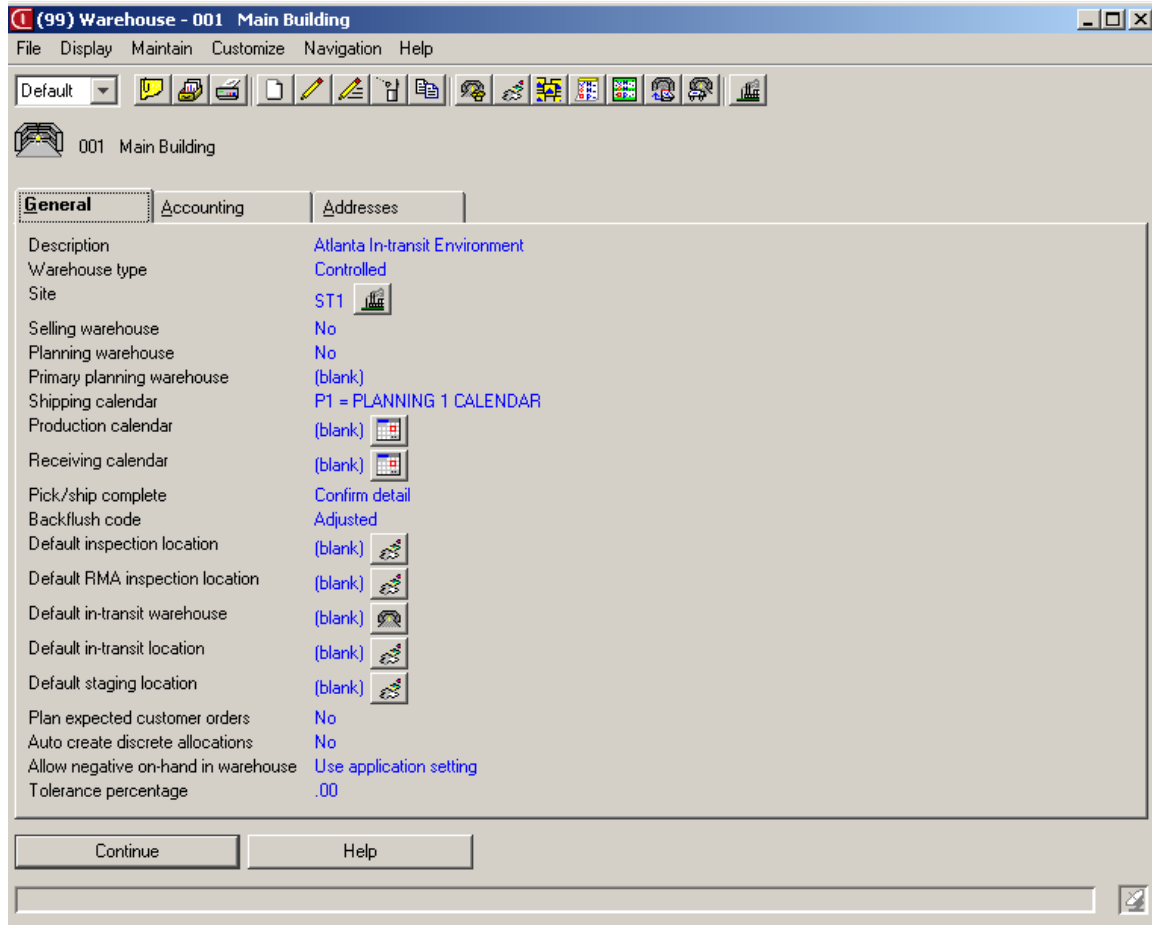 (99) Warehouse - 001 Main Building
File Display Maintain Customize Navigation Help
Default
001 Main Building
General Accounting Addresses
Description Atlanta In-transit Environment
Warehouse type Controlled
Site ST1
Selling warehouse No
Planning warehouse No
Primary planning warehouse (blank)
Shipping calendar P1 = PLANNING 1 CALENDAR
Production calendar (blank)
Receiving calendar (blank)
Pick/ship complete Confirm detail
Backflush code Adjusted
Default inspection location (blank)
Default RMA inspection location (blank)
Default in-transit warehouse (blank)
Default in-transit location (blank)
Default staging location (blank)
Plan expected customer orders No
Auto create discrete allocations No
Allow negative on-hand in warehouse Use application setting
Tolerance percentage .00
Continue Help